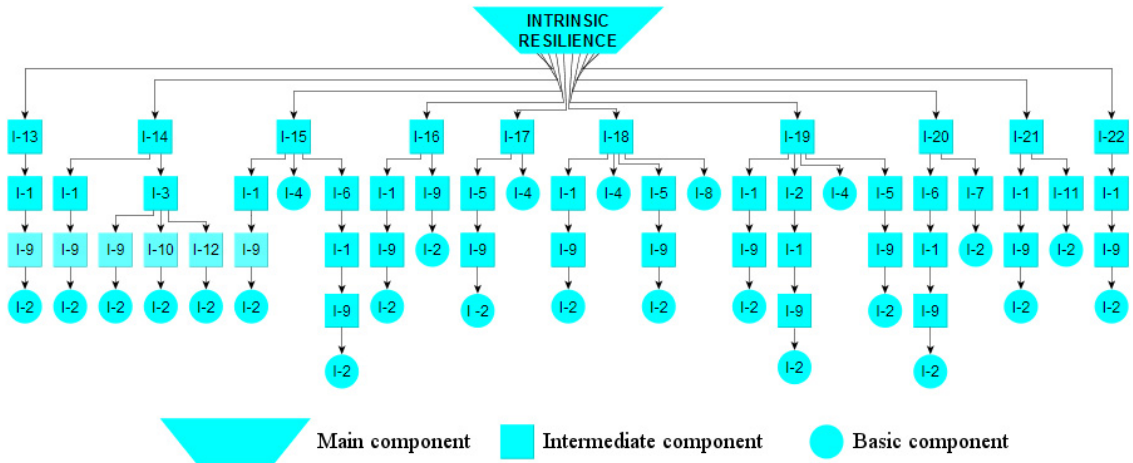 INTRINSIC
RESILIENCE
I-13 I-14 I-15 I-16 I-17 I-18 I-19 I-20 I-21 I-22
I-1 I-1 I-3 I-1 I-4 I-6 I-1 I-9 I-5 I-4 I-1 I-4 I-5 I-8 I-1 I-2 I-4 I-5 I-6 I-7 I-1 I-11 I-1
I-9 I-9 I-9 I-10 I-12 I-9 I-1 I-9 I-2 I-9 I-9 I-9 I-9 I-1 I-9 I-1 I-2 I-9 I-2 I-9
I-2 I-2 I-2 I-2 I-2 I-2 I-9 I-2 I -2 I-2 I-2 I-2 I-9 I-2 I-9 I-2 I-2
I-2 I-2 I-2
Main component Intermediate component Basic component